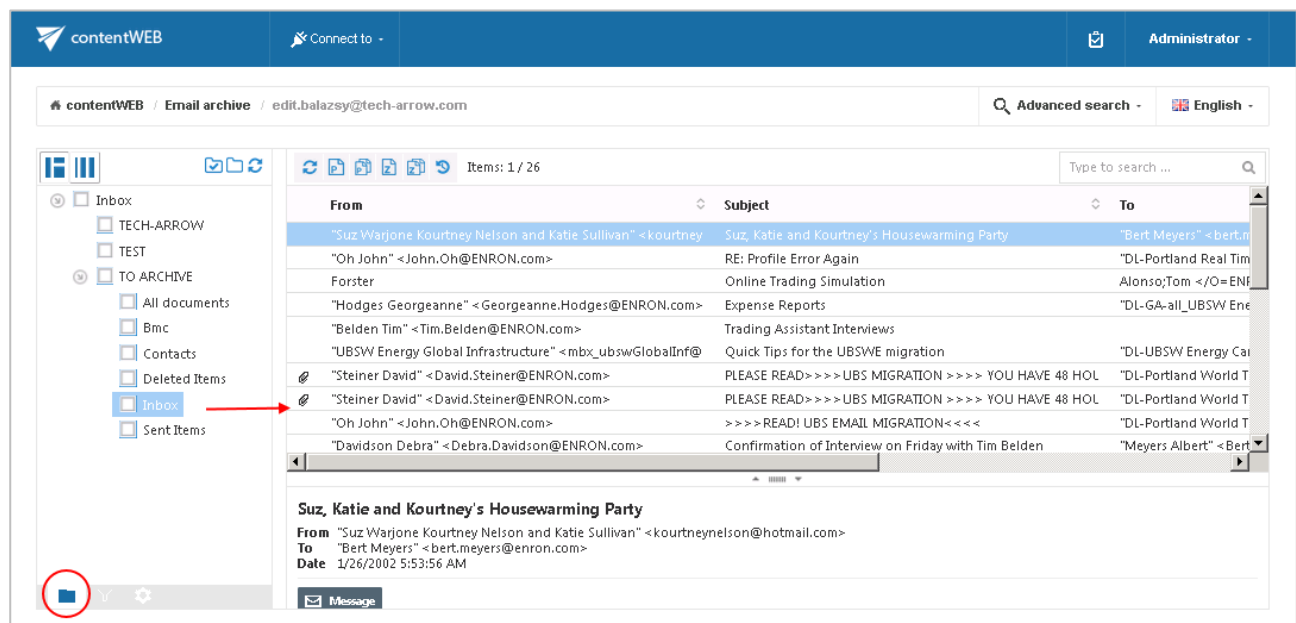 contentWEB Connect to Administrator
contentWEB / Email archive / edit.balazsy@tech-arrow.com Advanced search English
Items: 1 / 26 Type to search ...
Inbox
TECH-ARROW
TEST
TO ARCHIVE
All documents
Bmc
Contacts
Deleted Items
Inbox
Sent Items
From Subject To
"Suz Warjone Kourtney Nelson and Katie Sullivan" <kourtney Suz, Katie and Kourtney's Housewarming Party "Bert Meyers" <bert.m
"Oh John" <John.Oh@ENRON.com> RE: Profile Error Again "DL-Portland Real Tim
Forster Online Trading Simulation Alonso;Tom </O=ENR
"Hodges Georgeanne" <Georgeanne.Hodges@ENRON.com> Expense Reports "DL-GA-all_UBSW Ene
"Belden Tim" <Tim.Belden@ENRON.com> Trading Assistant Interviews
"UBSW Energy Global Infrastructure" <mbx_ubswGlobalInf@ Quick Tips for the UBSWE migration "DL-UBSW Energy Car
"Steiner David" <David.Steiner@ENRON.com> PLEASE READ>>>>UBS MIGRATION >>>> YOU HAVE 48 HOU "DL-Portland World T
"Steiner David" <David.Steiner@ENRON.com> PLEASE READ>>>>UBS MIGRATION >>>> YOU HAVE 48 HOU "DL-Portland World T
"Oh John" <John.Oh@ENRON.com> >>>>READ! UBS EMAIL MIGRATION<<<< "DL-Portland World T
"Davidson Debra" <Debra.Davidson@ENRON.com> Confirmation of Interview on Friday with Tim Belden "Meyers Albert" <Bert
Suz, Katie and Kourtney's Housewarming Party
From "Suz Warjone Kourtney Nelson and Katie Sullivan" <kourtneynelson@hotmail.com>
To "Bert Meyers" <bert.meyers@enron.com>
Date 1/26/2002 5:53:56 AM
Message